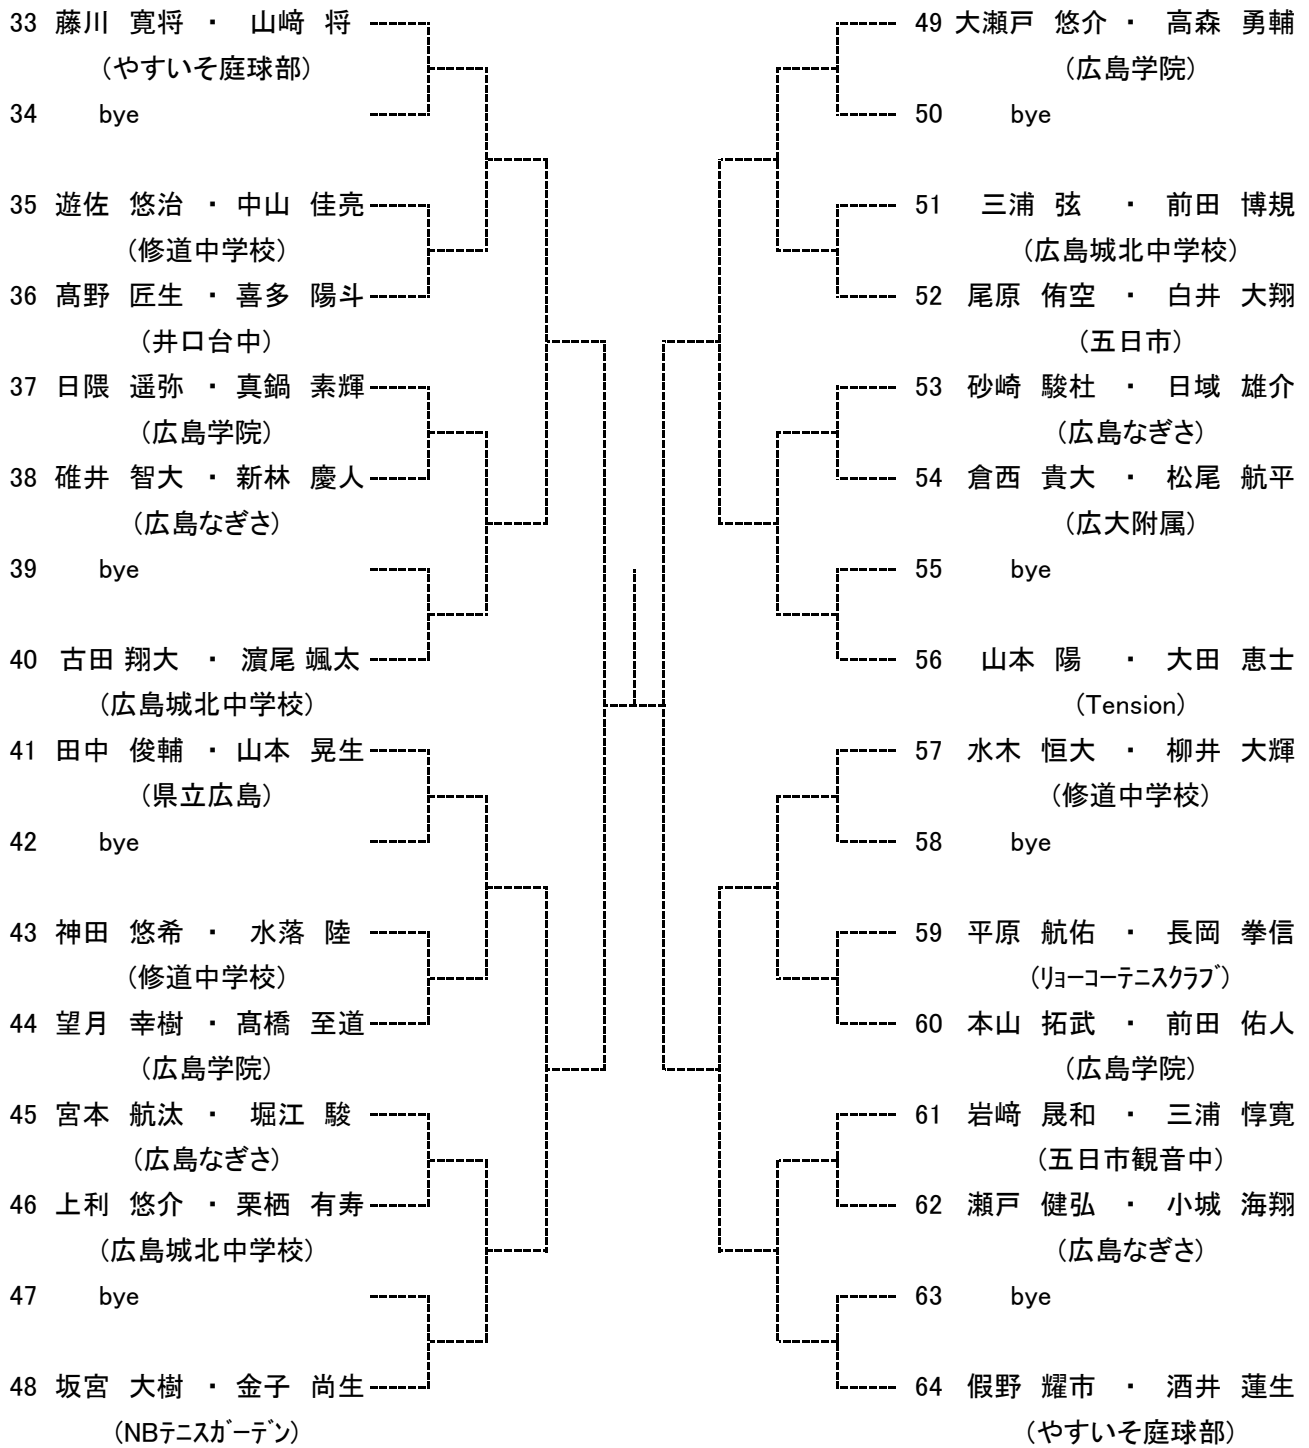 33 藤川 寛将 ・ 山﨑 将
(やすいそ庭球部)
34 bye
35 遊佐 悠治 ・ 中山 佳亮
(修道中学校)
36 髙野 匠生 ・ 喜多 陽斗
(井口台中)
37 日隈 遥弥 ・ 真鍋 素輝
(広島学院)
38 碓井 智大 ・ 新林 慶人
(広島なぎさ)
39 bye
40 古田 翔大 ・ 濵尾 颯太
(広島城北中学校)
41 田中 俊輔 ・ 山本 晃生
(県立広島)
42 bye
43 神田 悠希 ・ 水落 陸
(修道中学校)
44 望月 幸樹 ・ 髙橋 至道
(広島学院)
45 宮本 航汰 ・ 堀江 駿
(広島なぎさ)
46 上利 悠介 ・ 栗栖 有寿
(広島城北中学校)
47 bye
48 坂宮 大樹 ・ 金子 尚生
(NBﾃﾆｽｶﾞｰﾃﾞﾝ)
49 大瀬戸 悠介 ・ 高森 勇輔
(広島学院)
50 bye
51 三浦 弦 ・ 前田 博規
(広島城北中学校)
52 尾原 侑空 ・ 白井 大翔
(五日市)
53 砂崎 駿杜 ・ 日域 雄介
(広島なぎさ)
54 倉西 貴大 ・ 松尾 航平
(広大附属)
55 bye
56 山本 陽 ・ 大田 恵士
(Tension)
57 水木 恒大 ・ 柳井 大輝
(修道中学校)
58 bye
59 平原 航佑 ・ 長岡 拳信
(ﾘｮｰｺｰﾃﾆｽｸﾗﾌﾞ)
60 本山 拓武 ・ 前田 佑人
(広島学院)
61 岩﨑 晟和 ・ 三浦 惇寛
(五日市観音中)
62 瀬戸 健弘 ・ 小城 海翔
(広島なぎさ)
63 bye
64 假野 耀市 ・ 酒井 蓮生
(やすいそ庭球部)